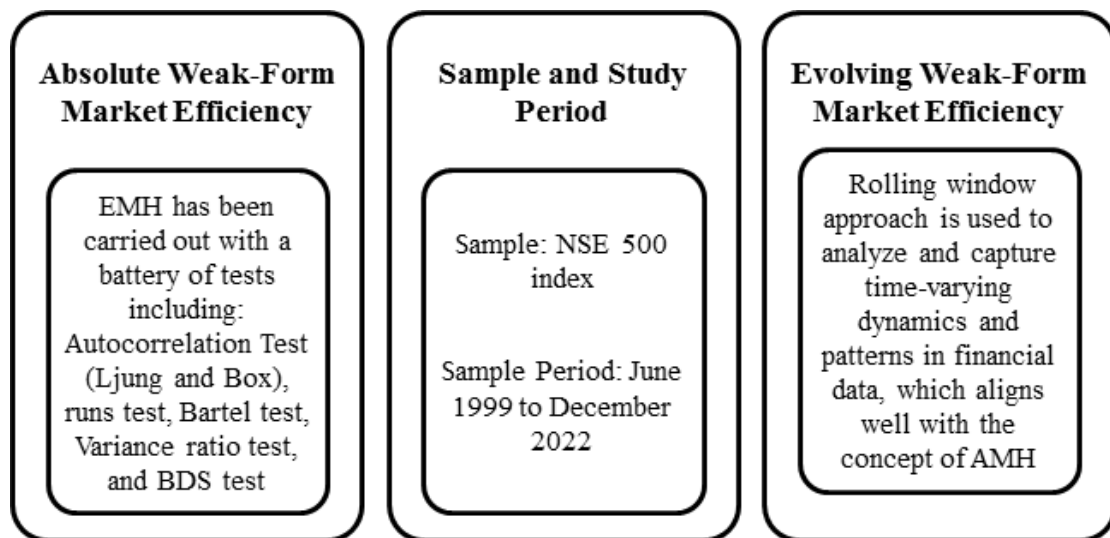 Absolute Weak-Form
Market Efficiency
EMH has been
carried out with a
battery of tests
including:
Autocorrelation Test
(Ljung and Box),
runs test, Bartel test,
Variance ratio test,
and BDS test
Sample and Study
Period
Sample: NSE 500
index
Sample Period: June
1999 to December
2022
Evolving Weak-Form
Market Efficiency
Rolling window
approach is used to
analyze and capture
time-varying
dynamics and
patterns in financial
data, which aligns
well with the
concept of AMH